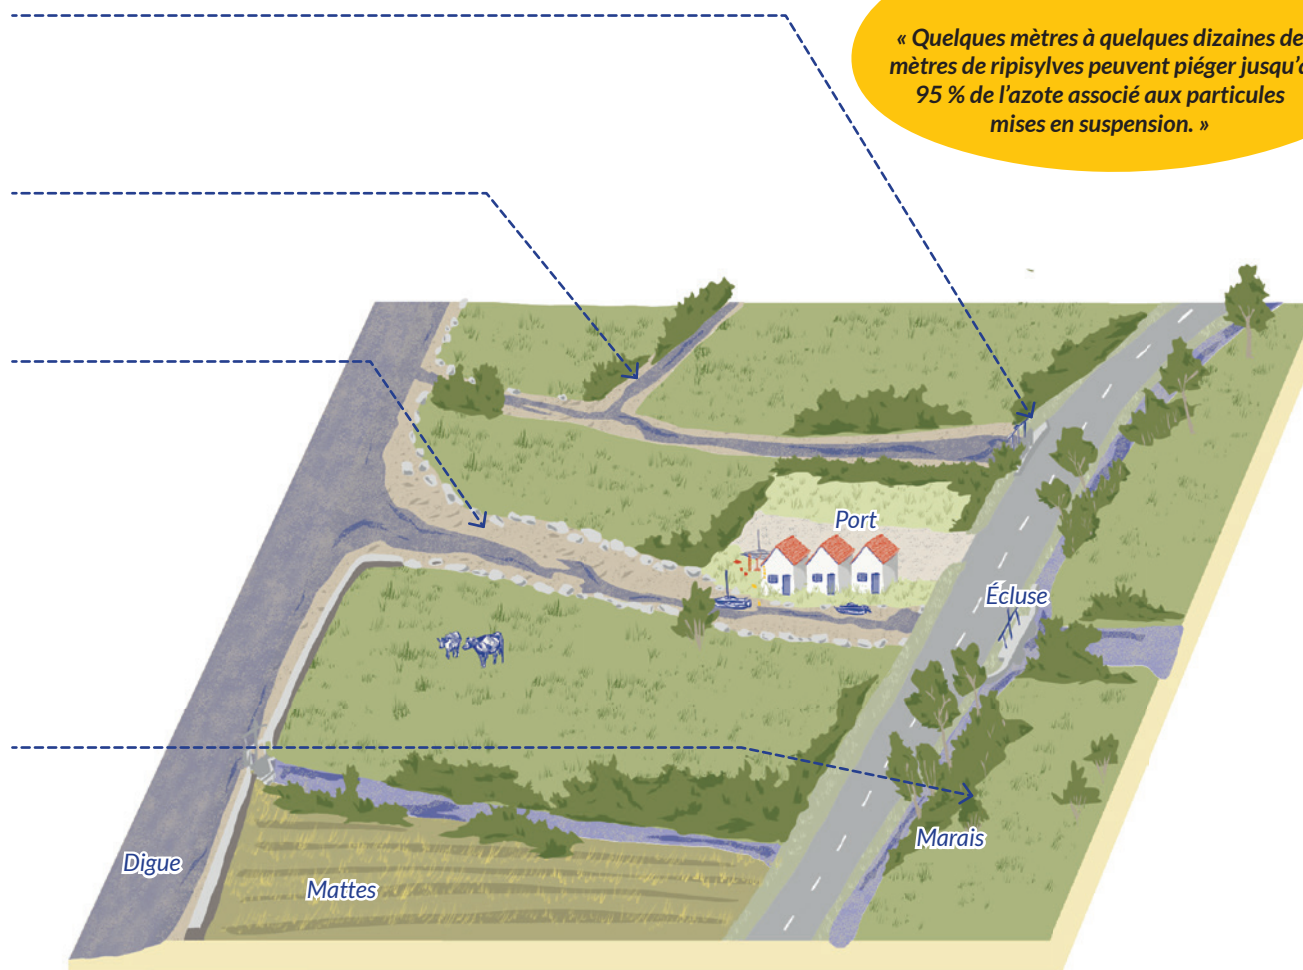 « Quelques mètres à quelques dizaines de
mètres de ripisylves peuvent piéger jusqu’à
95 % de l’azote associé aux particules
mises en suspension. »
Port
Écluse
Marais
Digue
Mattes